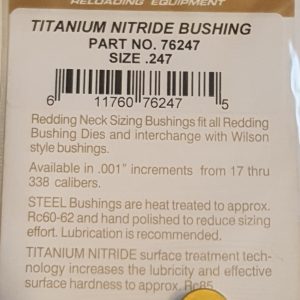 RELOADING EQUIPMENT
TITANIUM NITRIDE BUSHING
PART NO. 76247
SIZE .247
6 11760 76247 5
Redding Neck Sizing Bushings fit all Redding
Bushing Dies and interchange with Wilson
style bushings.
Available in .001" increments from 17 thru
338 calibers.
STEEL Bushings are heat treated to approx.
Rc60-62 and hand polished to reduce sizing
effort. Lubrication is recommended.
TITANIUM NITRIDE surface treatment tech-
nology increases the lubricity and effective
surface hardness to approx. Rc85